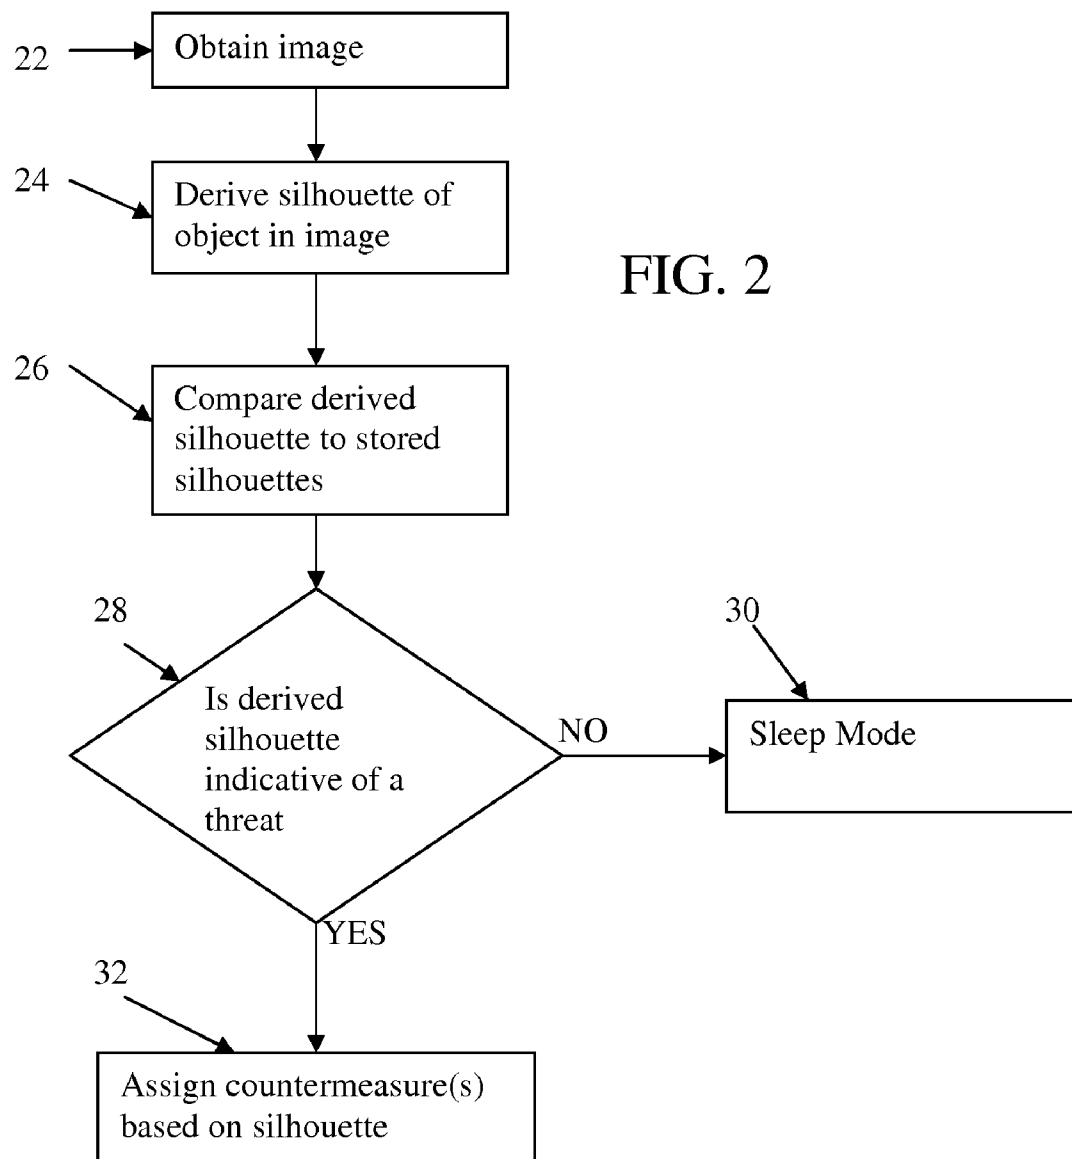 22
Obtain image
24
Derive silhouette of
object in image
FIG. 2
26
Compare derived
silhouette to stored
silhouettes
28
30
Is derived
silhouette
indicative of a
threat
NO
Sleep Mode
YES
32
Assign countermeasure(s)
based on silhouette